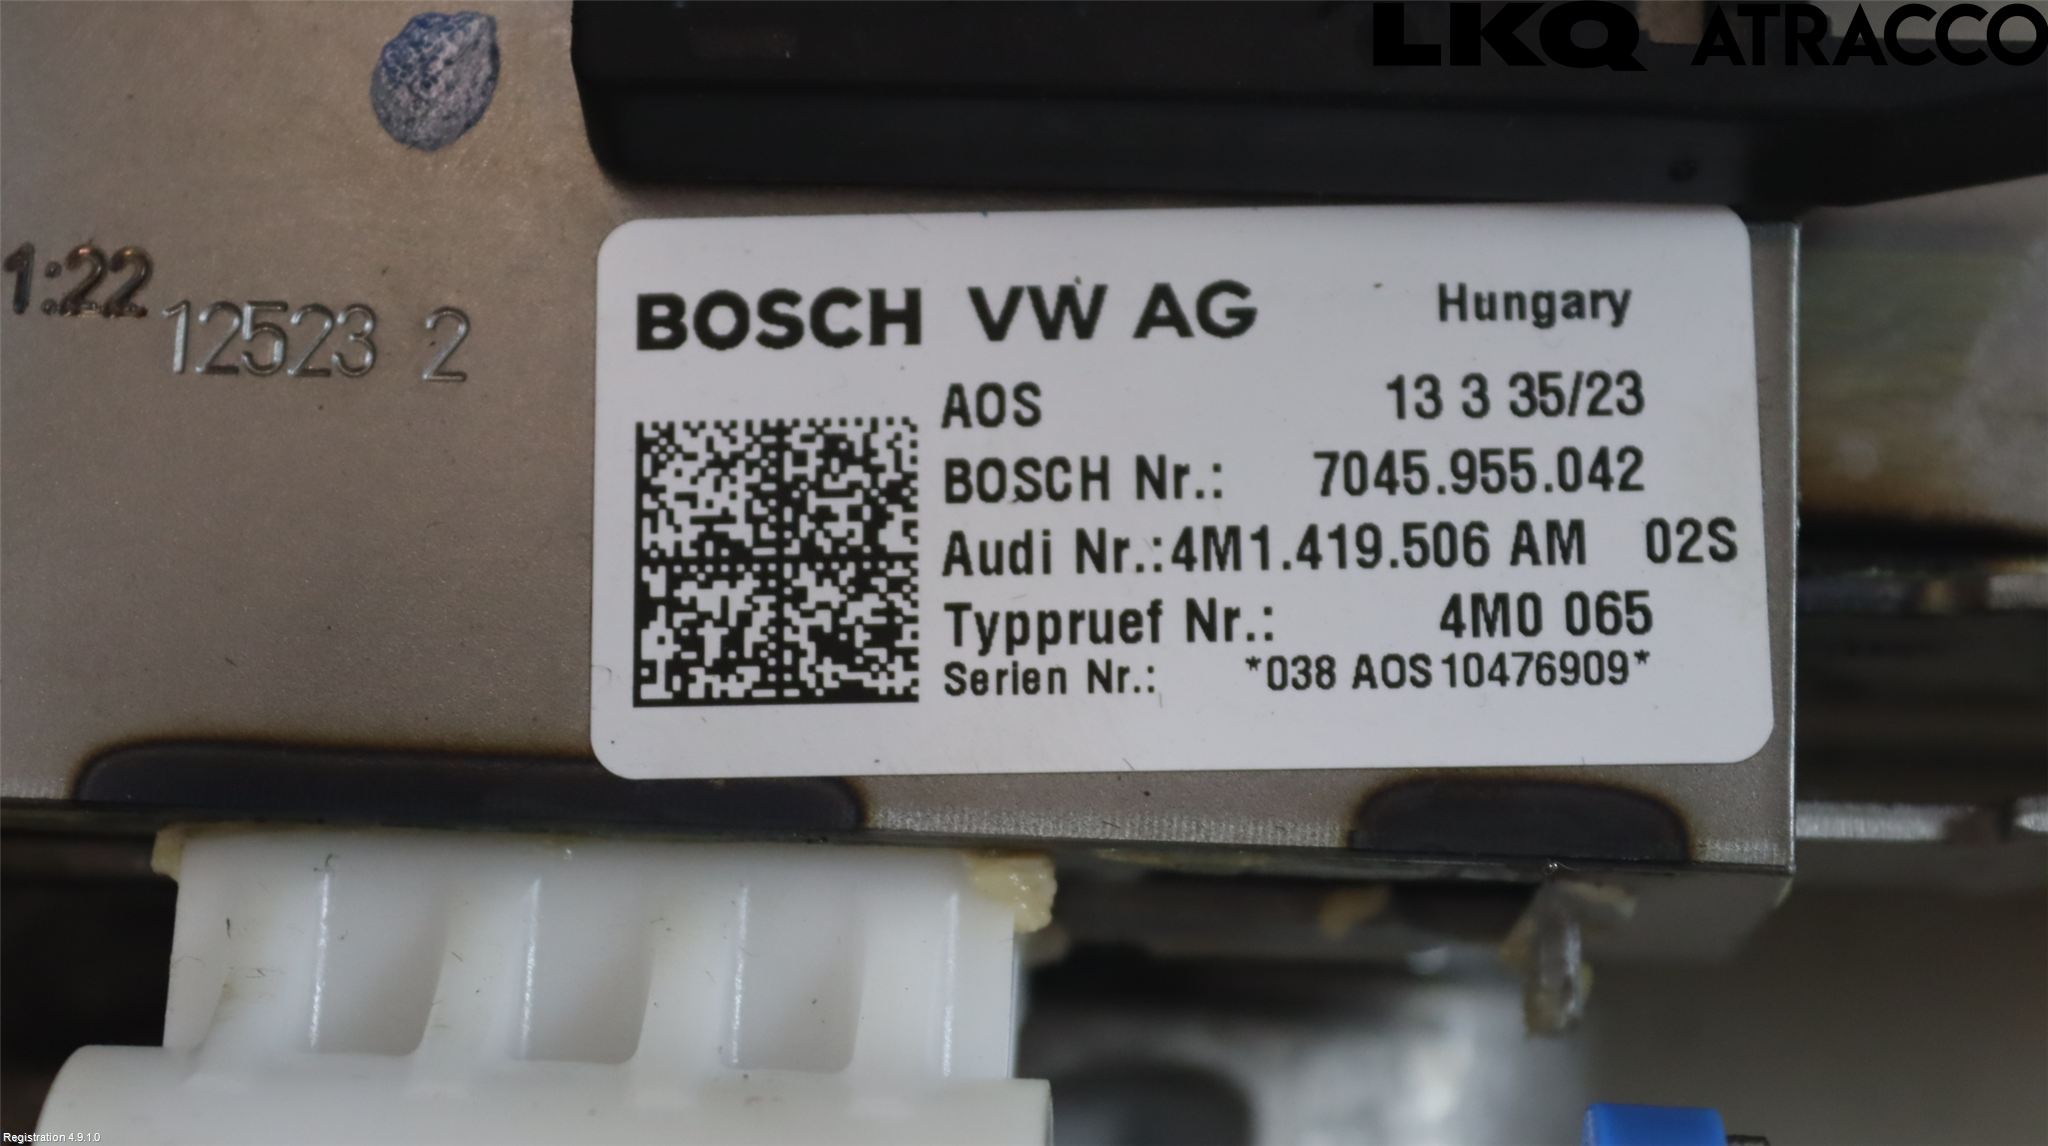 LKQ ATRACCO
1:22
12523 2
BOSCH VW AG Hungary
AOS 13 3 35/23
BOSCH Nr.: 7045.955.042
Audi Nr.:4M1.419.506 AM 02S
Typpruef Nr.: 4M0 065
Serien Nr.: *038 AOS10476909*
Registration 4.9.1.0